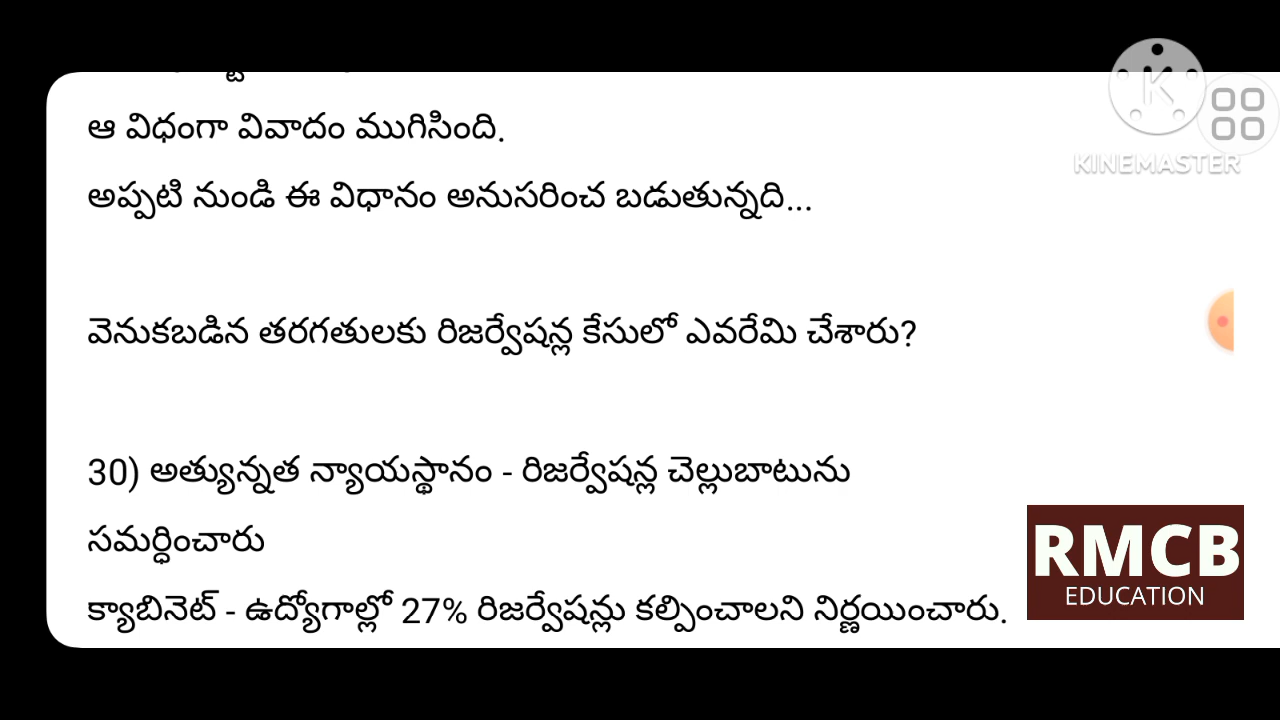 ఆ విధంగా వివాదం ముగిసింది.
అప్పటి నుండి ఈ విధానం అనుసరించ బడుతున్నది...
వెనుకబడిన తరగతులకు రిజర్వేషన్ల కేసులో ఎవరేమి చేశారు?
30) అత్యున్నత న్యాయస్థానం - రిజర్వేషన్ల చెల్లుబాటును
సమర్ధించారు
క్యాబినెట్ - ఉద్యోగాల్లో 27% రిజర్వేషన్లు కల్పించాలని నిర్ణయించారు.
K
KINEMASTER
RMCB
EDUCATION